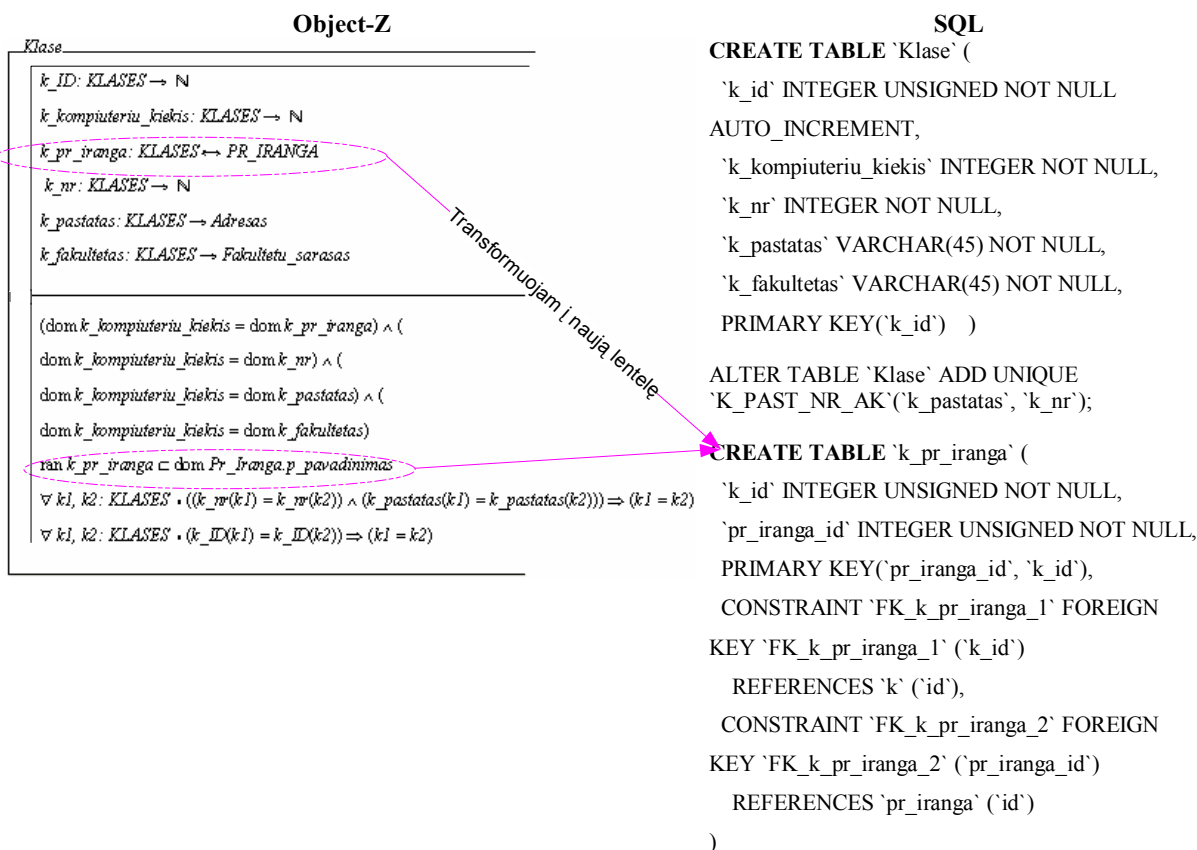 Object-Z
Klase
k_ID: KLASES → ℕ
k_kompiuteriu_kiekis: KLASES → ℕ
k_pr_iranga: KLASES ↔ PR_IRANGA
k_nr: KLASES → ℕ
k_pastatas: KLASES → Adresas
k_fakultetas: KLASES → Fakultetu_sarasas
(dom k_kompiuteriu_kiekis = dom k_pr_iranga) ∧ (
dom k_kompiuteriu_kiekis = dom k_nr) ∧ (
dom k_kompiuteriu_kiekis = dom k_pastatas) ∧ (
dom k_kompiuteriu_kiekis = dom k_fakultetas)
ran k_pr_iranga ⊏ dom Pr_Iranga.p_pavadinimas
∀ k1, k2: KLASES • ((k_nr(k1) = k_nr(k2)) ∧ (k_pastatas(k1) = k_pastatas(k2))) ⇒ (k1 = k2)
∀ k1, k2: KLASES • (k_ID(k1) = k_ID(k2)) ⇒ (k1 = k2)
Transformuojam į naują lentelę
SQL
CREATE TABLE `Klase` (
`k_id` INTEGER UNSIGNED NOT NULL
AUTO_INCREMENT,
`k_kompiuteriu_kiekis` INTEGER NOT NULL,
`k_nr` INTEGER NOT NULL,
`k_pastatas` VARCHAR(45) NOT NULL,
`k_fakultetas` VARCHAR(45) NOT NULL,
PRIMARY KEY(`k_id`) )
ALTER TABLE `Klase` ADD UNIQUE
`K_PAST_NR_AK`(`k_pastatas`, `k_nr`);
CREATE TABLE `k_pr_iranga` (
`k_id` INTEGER UNSIGNED NOT NULL,
`pr_iranga_id` INTEGER UNSIGNED NOT NULL,
PRIMARY KEY(`pr_iranga_id`, `k_id`),
CONSTRAINT `FK_k_pr_iranga_1` FOREIGN
KEY `FK_k_pr_iranga_1` (`k_id`)
REFERENCES `k` (`id`),
CONSTRAINT `FK_k_pr_iranga_2` FOREIGN
KEY `FK_k_pr_iranga_2` (`pr_iranga_id`)
REFERENCES `pr_iranga` (`id`)
)